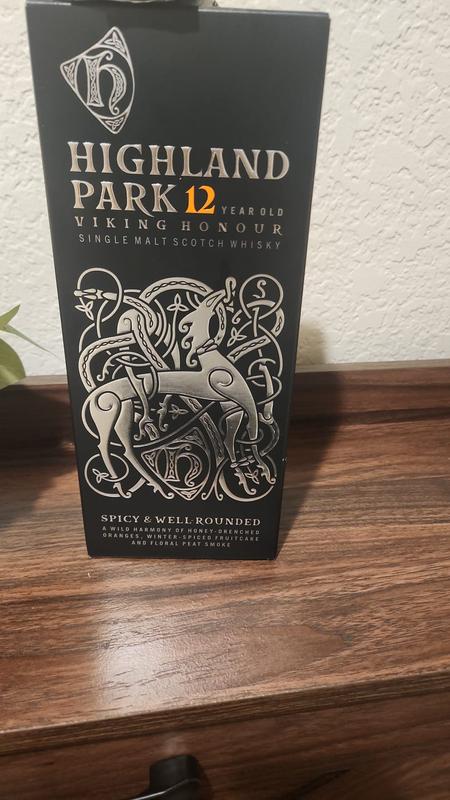 H
HIGHLAND
PARK 12 YEAR OLD
VIKING HONOUR
SINGLE MALT SCOTCH WHISKY
S
H
SPICY & WELL-ROUNDED
A WILD HARMONY OF HONEY-DRENCHED
ORANGES, WINTER-SPICED FRUITCAKE
AND FLORAL PEAT SMOKE